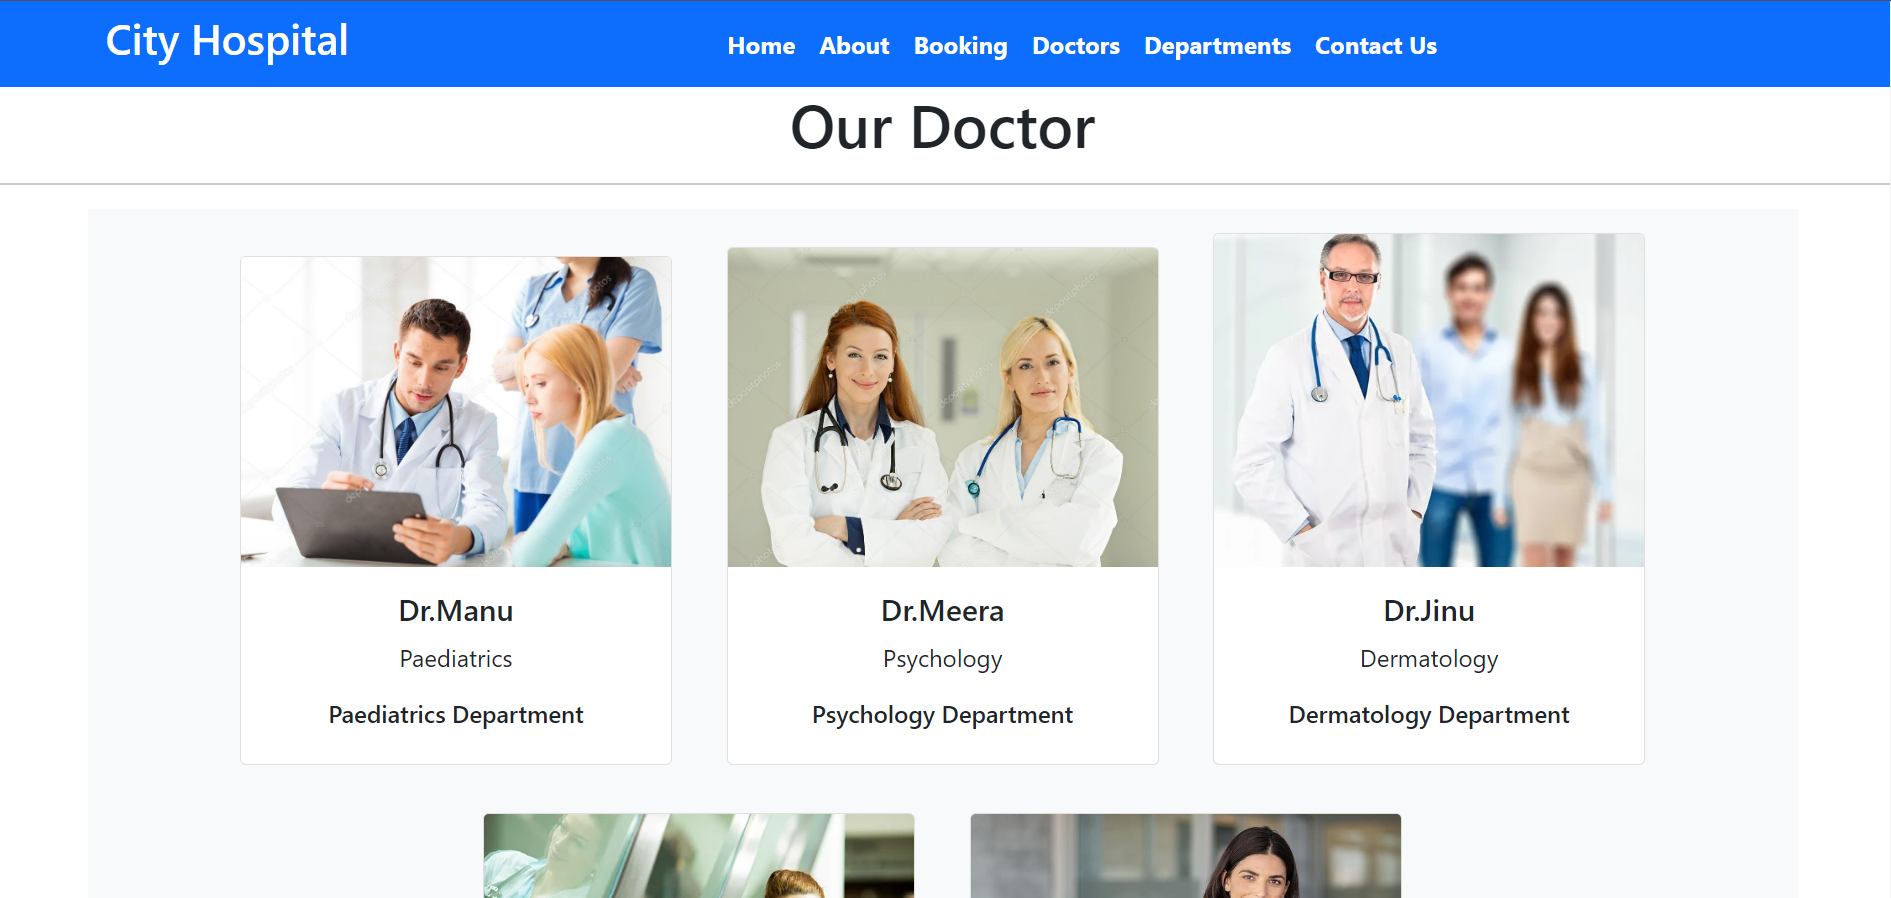 City Hospital
Home About Booking Doctors Departments Contact Us
Our Doctor
Dr.Manu
Paediatrics
Paediatrics Department
Dr.Meera
Psychology
Psychology Department
Dr.Jinu
Dermatology
Dermatology Department
depositphotos